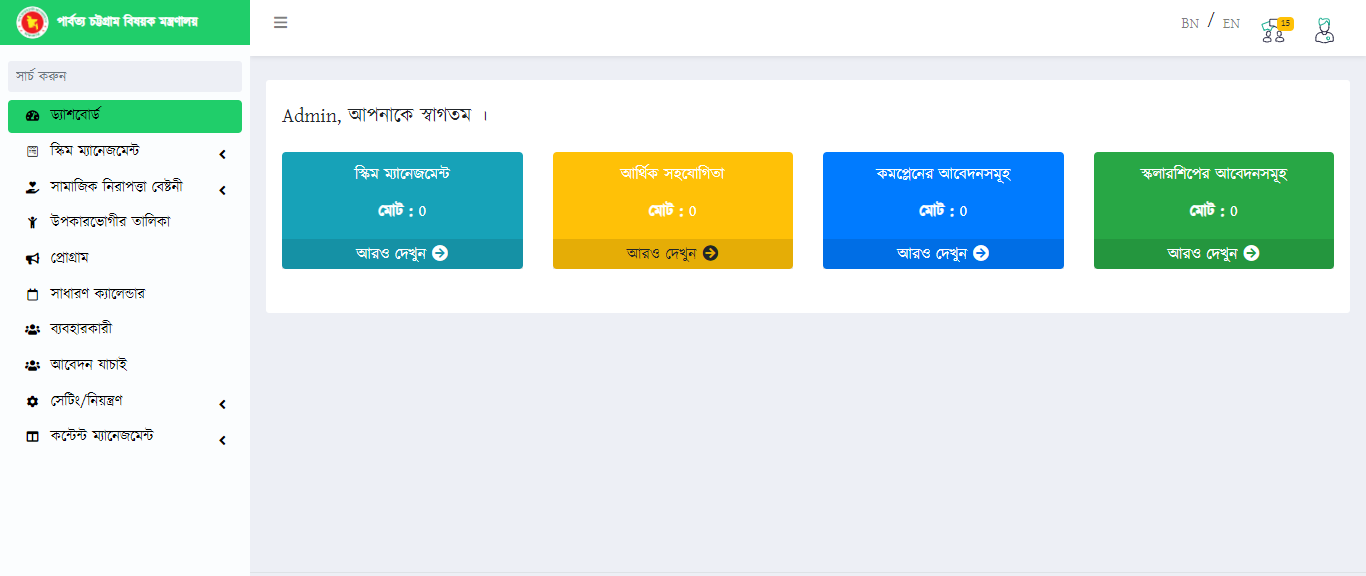 পার্বত্য চট্টগ্রাম বিষয়ক মন্ত্রণালয়
BN / EN
15
সার্চ করুন
ড্যাশবোর্ড
স্কিম ম্যানেজমেন্ট
সামাজিক নিরাপত্তা বেষ্টনী
উপকারভোগীর তালিকা
প্রোগ্রাম
সাধারণ ক্যালেন্ডার
ব্যবহারকারী
আবেদন যাচাই
সেটিং/নিয়ন্ত্রণ
কন্টেন্ট ম্যানেজমেন্ট
Admin, আপনাকে স্বাগতম ।
স্কিম ম্যানেজমেন্ট
মোট : 0
আরও দেখুন
আর্থিক সহযোগিতা
মোট : 0
আরও দেখুন
কমপ্লেনের আবেদনসমূহ
মোট : 0
আরও দেখুন
স্কলারশিপের আবেদনসমূহ
মোট : 0
আরও দেখুন